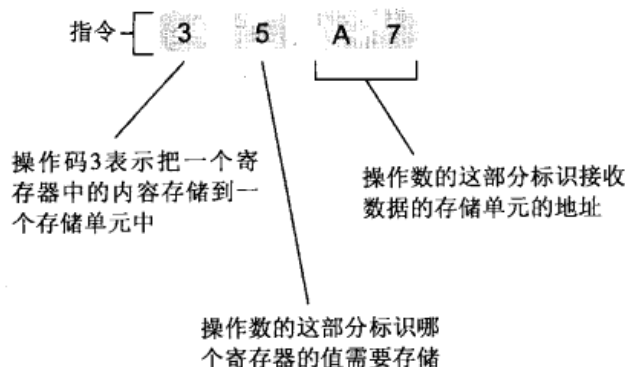 指令 3 5 A 7
操作码3表示把一个寄
存器中的内容存储到一
个存储单元中
操作数的这部分标识接收
数据的存储单元的地址
操作数的这部分标识哪
个寄存器的值需要存储